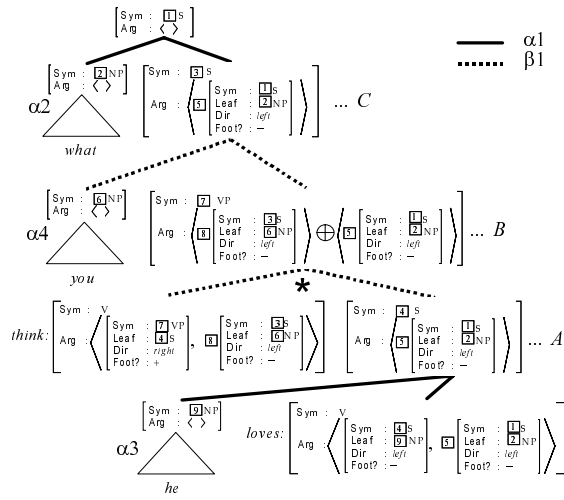 Sym : 1 S
Arg : < >
α1
β1
Sym : 2 NP
Arg : < >
α2
what
Sym : 3 S
Arg : 5
Sym : 1 S
Leaf : 2 NP
Dir : left
Foot? : –
... C
Sym : 6 NP
Arg : < >
α4
you
Sym : 7 VP
Arg : 8
Sym : 3 S
Leaf : 6 NP
Dir : left
Foot? : –
⊕ 5
Sym : 1 S
Leaf : 2 NP
Dir : left
Foot? : –
... B
*
think:
Sym : V
Arg :
Sym : 7 VP
Leaf : 4 S
Dir : right
Foot? : +
, 8
Sym : 3 S
Leaf : 6 NP
Dir : left
Foot? : –
Sym : 4 S
Arg : 5
Sym : 1 S
Leaf : 2 NP
Dir : left
Foot? : –
... A
Sym : 9 NP
Arg : < >
α3
he
loves:
Sym : V
Arg :
Sym : 4 S
Leaf : 9 NP
Dir : left
Foot? : –
, 5
Sym : 1 S
Leaf : 2 NP
Dir : left
Foot? : –